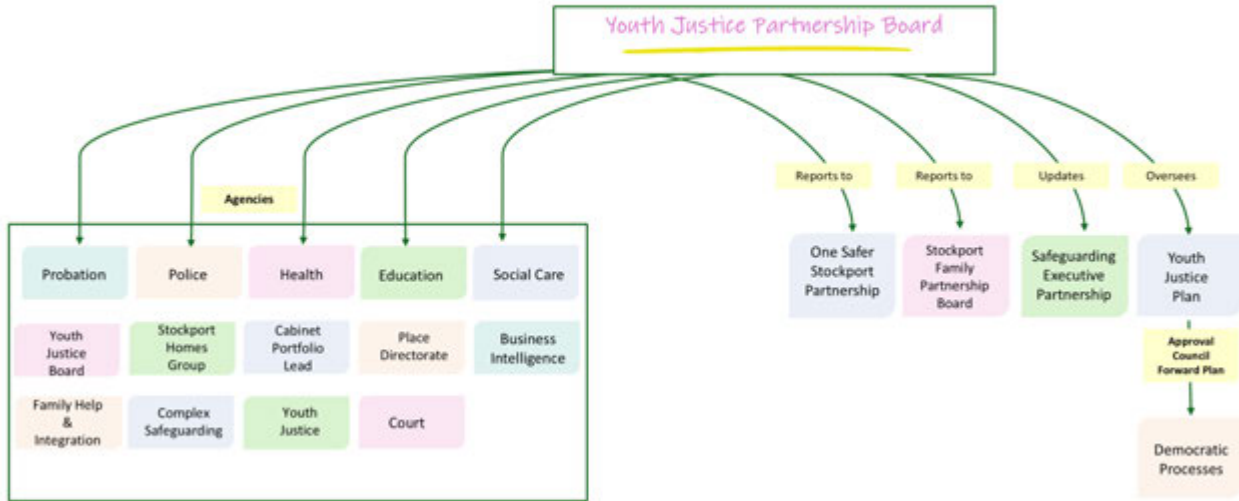 Youth Justice Partnership Board
Agencies
Reports to
Reports to
Updates
Oversees
Probation
Police
Health
Education
Social Care
Youth
Justice
Board
Stockport
Homes
Group
Cabinet
Portfolio
Lead
Place
Directorate
Business
Intelligence
Family Help
&
Integration
Complex
Safeguarding
Youth
Justice
Court
One Safer
Stockport
Partnership
Stockport
Family
Partnership
Board
Safeguarding
Executive
Partnership
Youth
Justice
Plan
Approval
Council
Forward Plan
Democratic
Processes